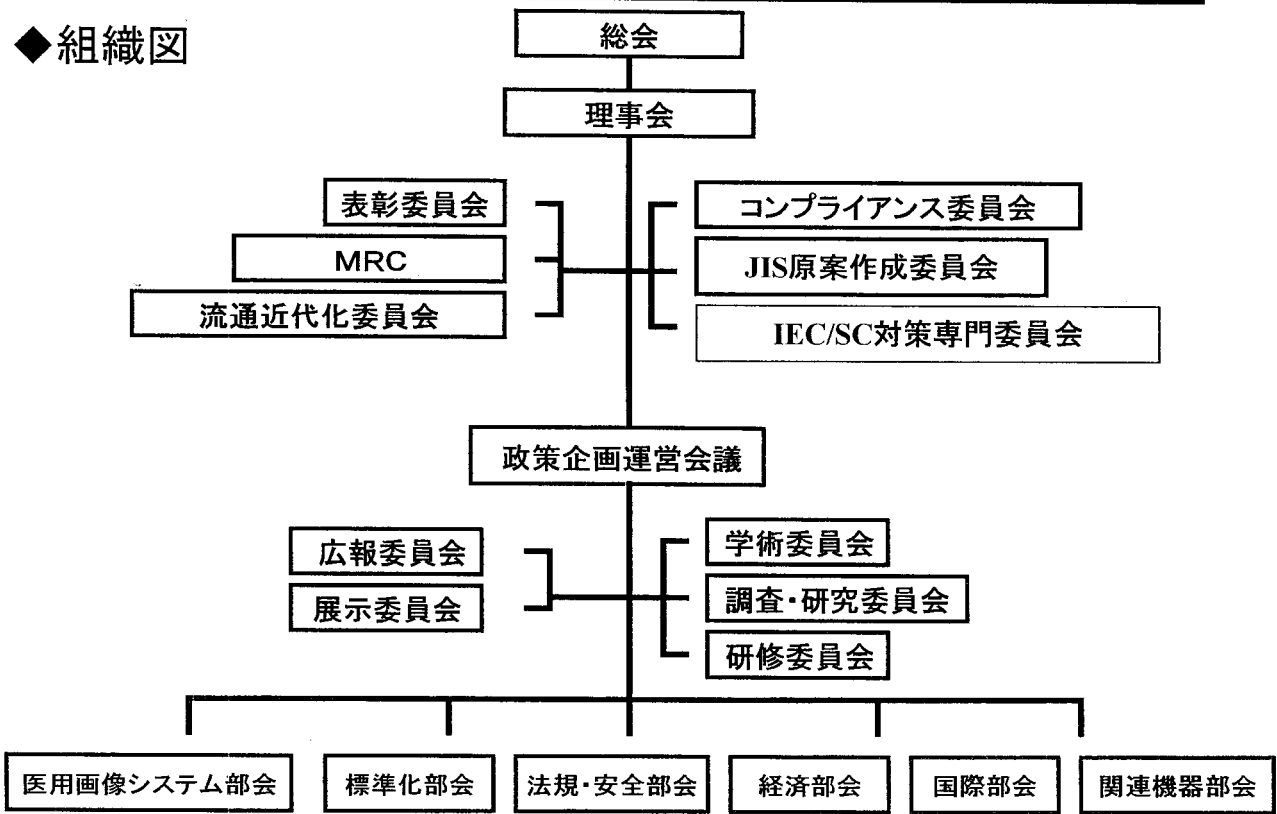 ◆組織図
総会
理事会
表彰委員会
コンプライアンス委員会
MRC
JIS原案作成委員会
流通近代化委員会
IEC/SC対策専門委員会
政策企画運営会議
広報委員会
学術委員会
展示委員会
調査・研究委員会
研修委員会
医用画像システム部会
標準化部会
法規・安全部会
経済部会
国際部会
関連機器部会